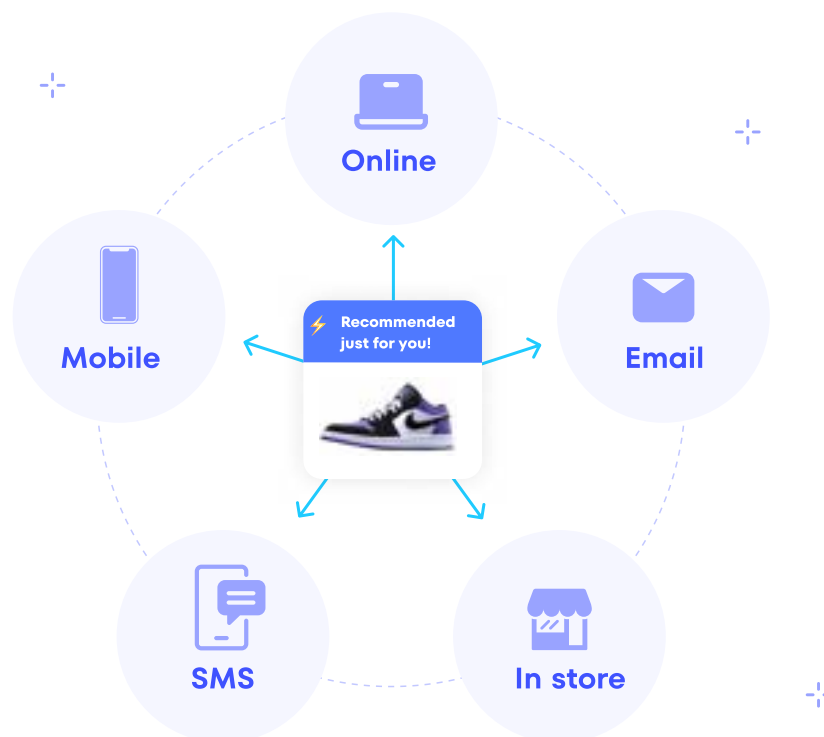 Online
Mobile
Recommended
just for you!
Email
SMS
In store